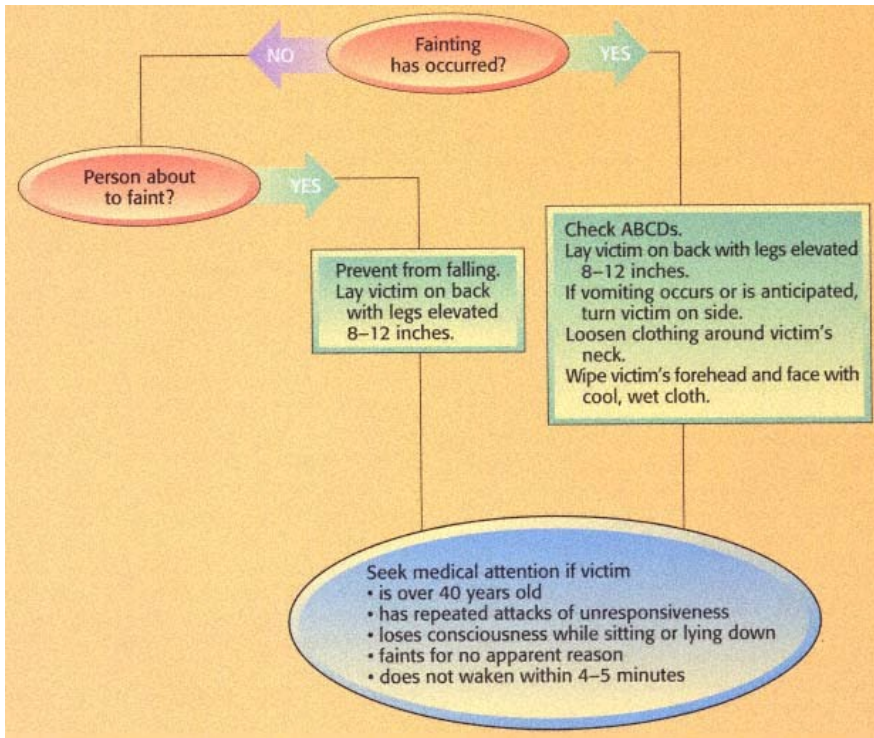 Fainting
has occurred?
NO
YES
Person about
to faint?
YES
Prevent from falling.
Lay victim on back
with legs elevated
8–12 inches.
Check ABCDs.
Lay victim on back with legs elevated
8–12 inches.
If vomiting occurs or is anticipated,
turn victim on side.
Loosen clothing around victim's
neck.
Wipe victim's forehead and face with
cool, wet cloth.
Seek medical attention if victim
• is over 40 years old
• has repeated attacks of unresponsiveness
• loses consciousness while sitting or lying down
• faints for no apparent reason
• does not waken within 4–5 minutes